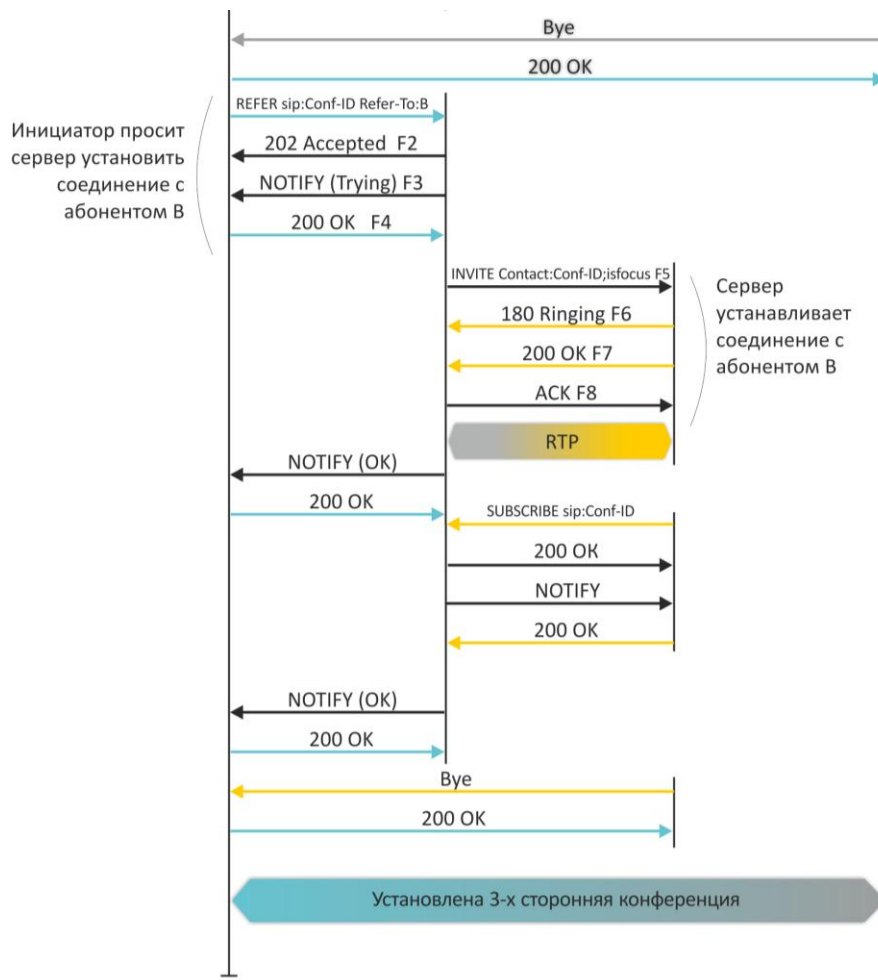 Bye
200 OK
REFER sip:Conf-ID Refer-To:B
Инициатор просит
сервер установить
соединение с
абонентом В
202 Accepted F2
NOTIFY (Trying) F3
200 OK F4
INVITE Contact:Conf-ID;isfocus F5
180 Ringing F6
200 OK F7
ACK F8
Сервер
устанавливает
соединение с
абонентом В
RTP
NOTIFY (OK)
200 OK
SUBSCRIBE sip:Conf-ID
200 OK
NOTIFY
200 OK
NOTIFY (OK)
200 OK
Bye
200 OK
Установлена 3-х сторонняя конференция